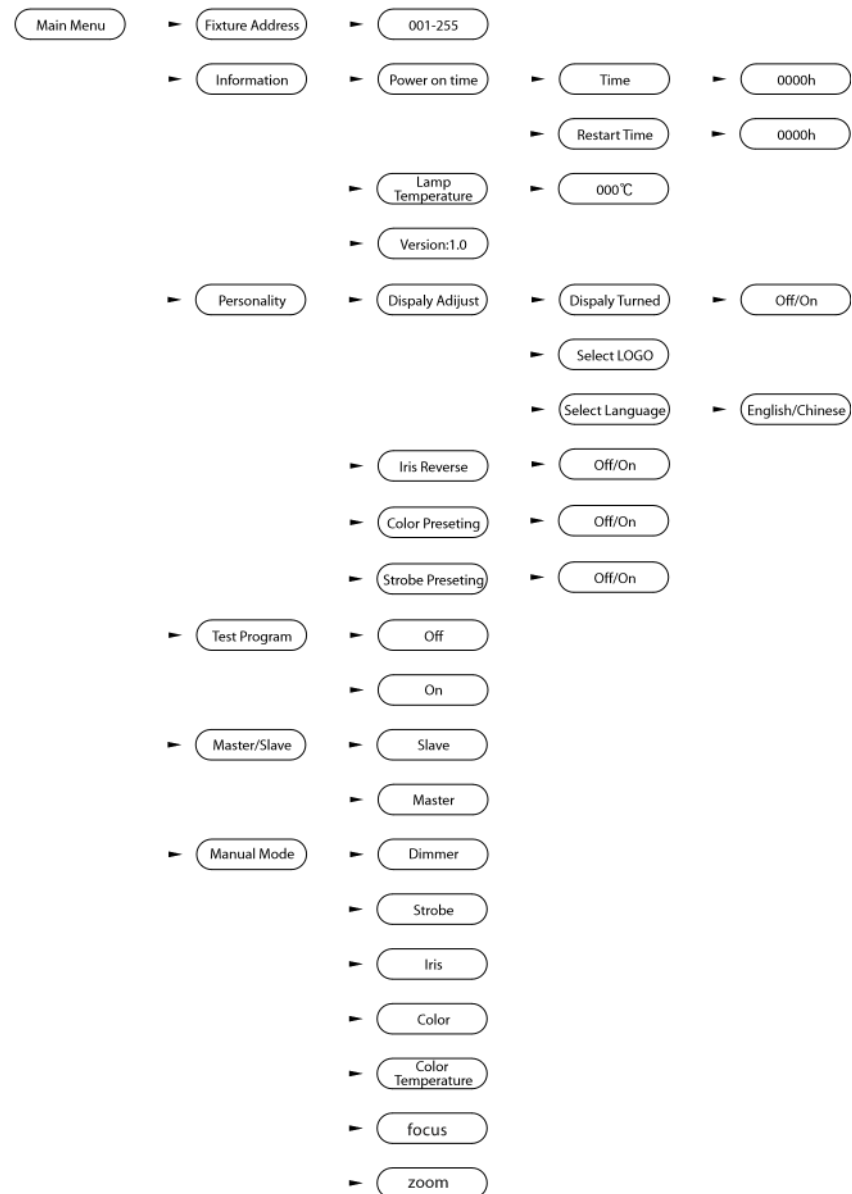 Main Menu
Fixture Address
001-255
Information
Power on time
Time
0000h
Restart Time
0000h
Lamp
Temperature
000℃
Version:1.0
Personality
Dispaly Adijust
Dispaly Turned
Off/On
Select LOGO
Select Language
English/Chinese
Iris Reverse
Off/On
Color Preseting
Off/On
Strobe Preseting
Off/On
Test Program
Off
On
Master/Slave
Slave
Master
Manual Mode
Dimmer
Strobe
Iris
Color
Color
Temperature
focus
zoom